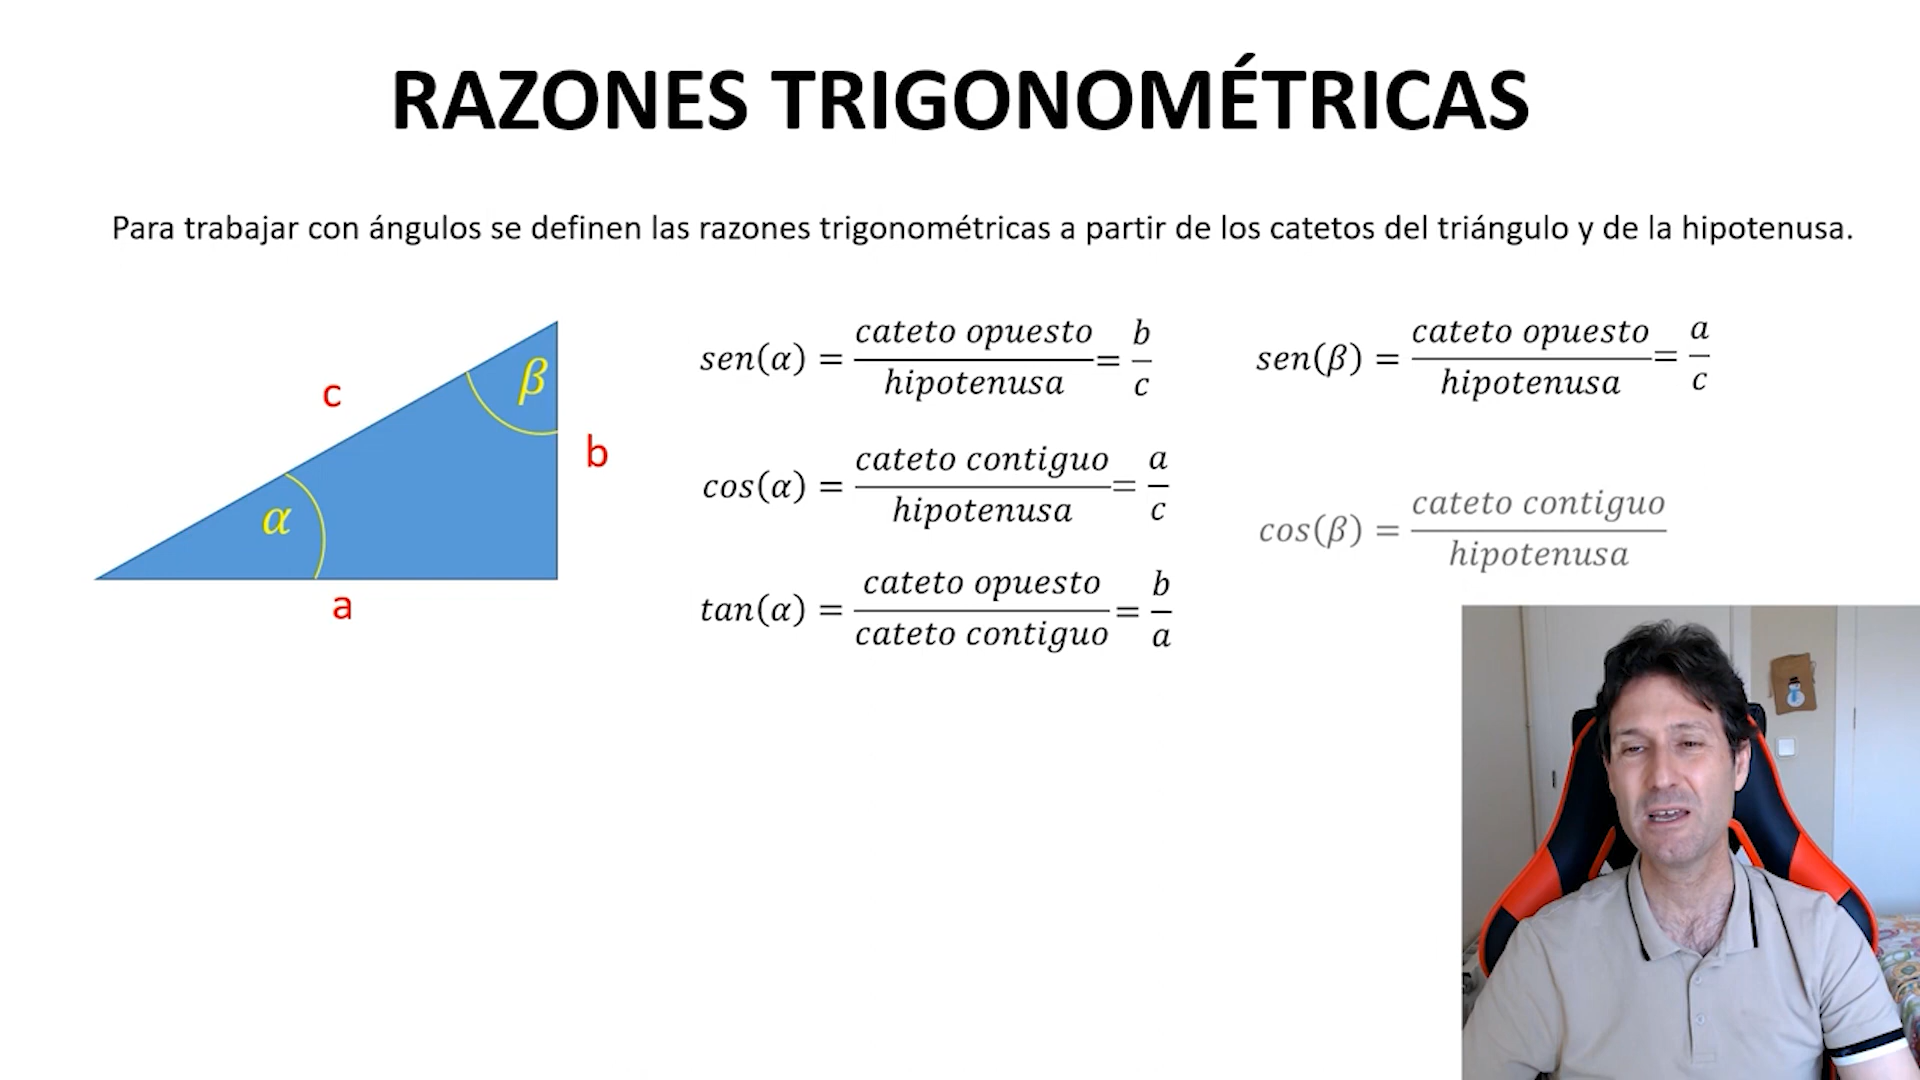 RAZONES TRIGONOMÉTRICAS
Para trabajar con ángulos se definen las razones trigonométricas a partir de los catetos del triángulo y de la hipotenusa.
c
β
b
α
a
sen(α) = cateto opuesto / hipotenusa = b / c
cos(α) = cateto contiguo / hipotenusa = a / c
tan(α) = cateto opuesto / cateto contiguo = b / a
sen(β) = cateto opuesto / hipotenusa = a / c
cos(β) = cateto contiguo / hipotenusa